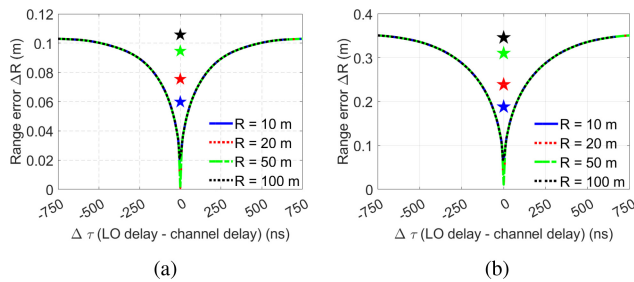 0.12
0.1
0.08
0.06
0.04
0.02
0
Range error ΔR (m)
R = 10 m
R = 20 m
R = 50 m
R = 100 m
-750
-500
-250
0
250
500
750
Δ τ (LO delay - channel delay) (ns)
(a)
0.4
0.3
0.2
0.1
0
Range error ΔR (m)
R = 10 m
R = 20 m
R = 50 m
R = 100 m
-750
-500
-250
0
250
500
750
Δ τ (LO delay - channel delay) (ns)
(b)